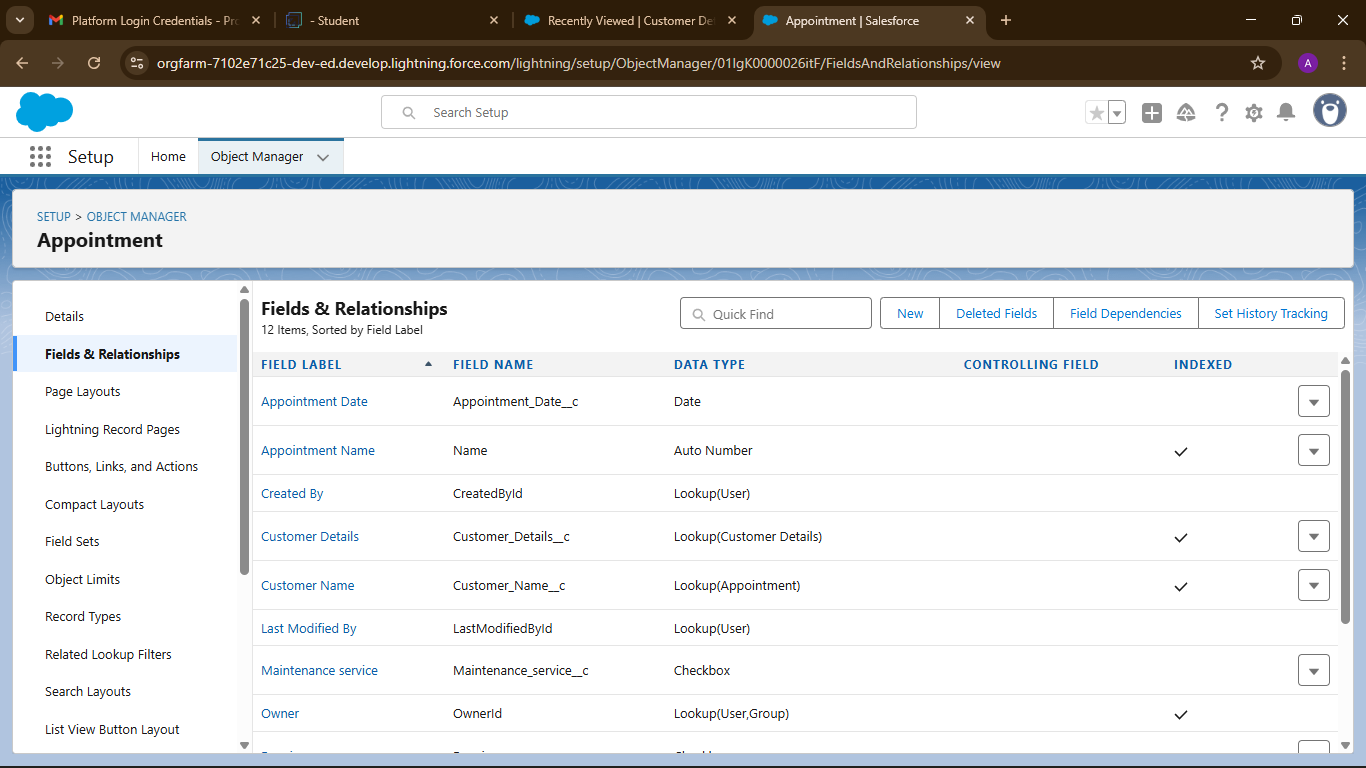 Platform Login Credentials - Pro
- Student
Recently Viewed | Customer De
Appointment | Salesforce
orgfarm-7102e71c25-dev-ed.develop.lightning.force.com/lightning/setup/ObjectManager/01IgK0000026itF/FieldsAndRelationships/view
A
Search Setup
Setup
Home
Object Manager
SETUP > OBJECT MANAGER
Appointment
Details
Fields & Relationships
Page Layouts
Lightning Record Pages
Buttons, Links, and Actions
Compact Layouts
Field Sets
Object Limits
Record Types
Related Lookup Filters
Search Layouts
List View Button Layout
Fields & Relationships
12 Items, Sorted by Field Label
Quick Find
New
Deleted Fields
Field Dependencies
Set History Tracking
FIELD LABEL FIELD NAME DATA TYPE CONTROLLING FIELD INDEXED
Appointment Date Appointment_Date__c Date
Appointment Name Name Auto Number
Created By CreatedById Lookup(User)
Customer Details Customer_Details__c Lookup(Customer Details)
Customer Name Customer_Name__c Lookup(Appointment)
Last Modified By LastModifiedById Lookup(User)
Maintenance service Maintenance_service__c Checkbox
Owner OwnerId Lookup(User,Group)